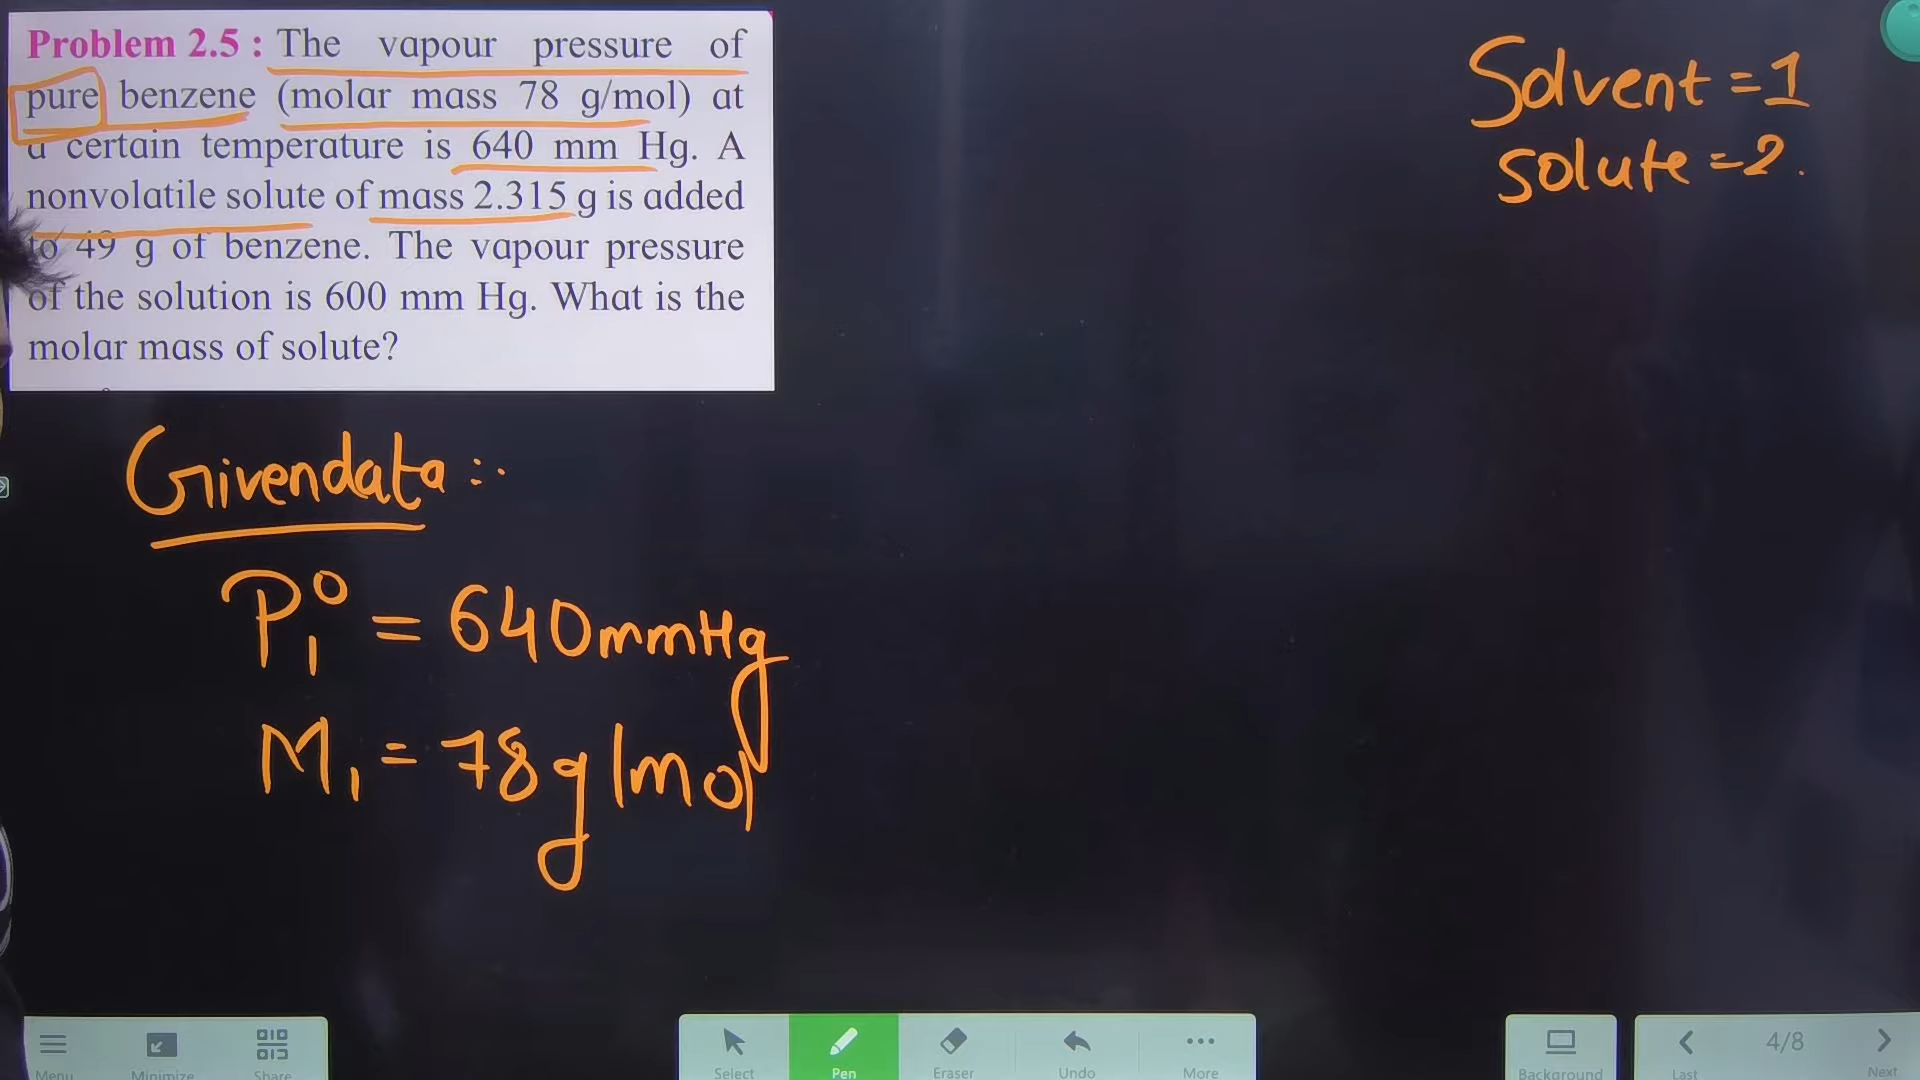 Problem 2.5 : The vapour pressure of
pure benzene (molar mass 78 g/mol) at
a certain temperature is 640 mm Hg. A
nonvolatile solute of mass 2.315 g is added
to 49 g of benzene. The vapour pressure
of the solution is 600 mm Hg. What is the
molar mass of solute?
Solvent = 1
solute = 2.
Givendata :-
P₁⁰ = 640mmHg
M₁ = 78g/mol
Menu
Minimize
Share
Select
Pen
Eraser
Undo
More
Background
4/8
Last
Next